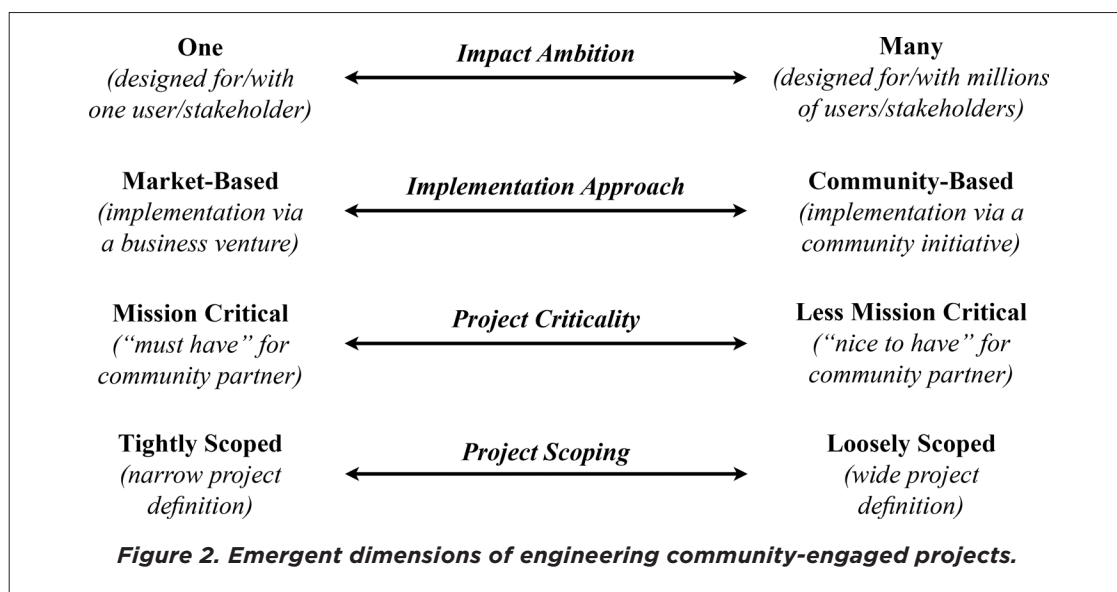 One
(designed for/with
one user/stakeholder)
Impact Ambition
Many
(designed for/with millions
of users/stakeholders)
Market-Based
(implementation via
a business venture)
Implementation Approach
Community-Based
(implementation via a
community initiative)
Mission Critical
(“must have” for
community partner)
Project Criticality
Less Mission Critical
(“nice to have” for
community partner)
Tightly Scoped
(narrow project
definition)
Project Scoping
Loosely Scoped
(wide project
definition)
Figure 2. Emergent dimensions of engineering community-engaged projects.